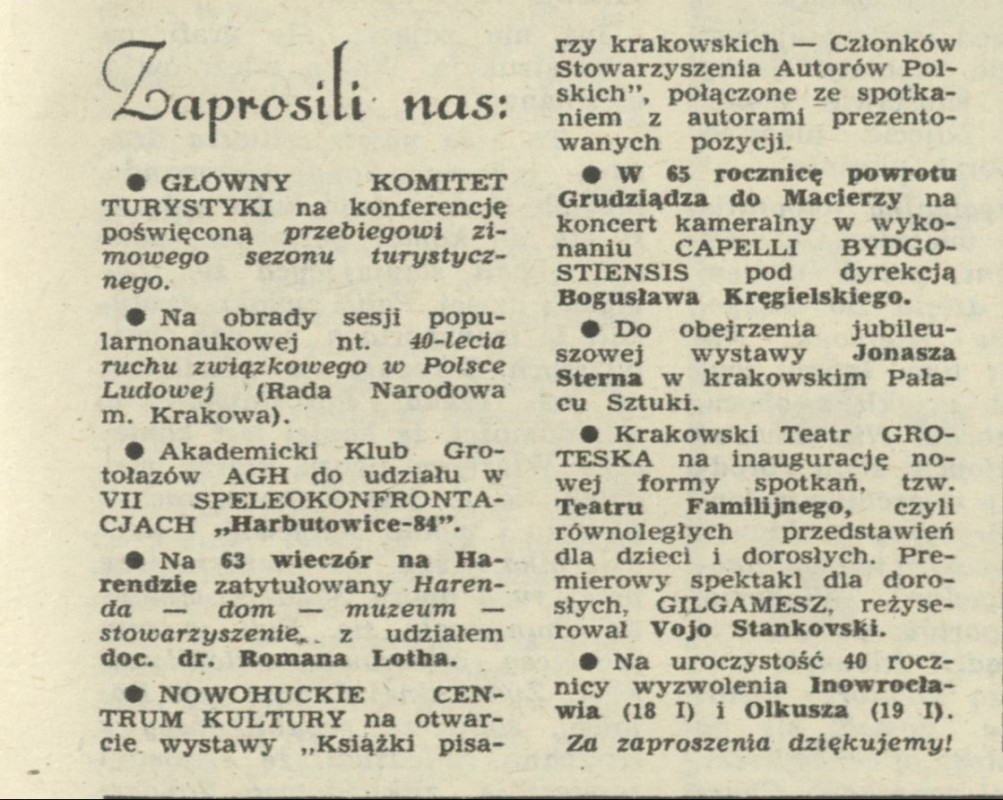 Zaprosili nas:
● GŁÓWNY KOMITET
TURYSTYKI na konferencję
poświęconą przebiegowi zi-
mowego sezonu turystycz-
nego.
● Na obrady sesji popu-
larnonaukowej nt. 40-lecia
ruchu związkowego w Polsce
Ludowej (Rada Narodowa
m. Krakowa).
● Akademicki Klub Gro-
tołazów AGH do udziału w
VII SPELEOKONFRONTA-
CJACH „Harbutowice-84”.
● Na 63 wieczór na Ha-
rendzie zatytułowany Haren-
da — dom — muzeum —
stowarzyszenie, z udziałem
doc. dr. Romana Lotha.
● NOWOHUCKIE CEN-
TRUM KULTURY na otwar-
cie wystawy „Książki pisa-
rzy krakowskich — Członków
Stowarzyszenia Autorów Pol-
skich”, połączone ze spotka-
niem z autorami prezento-
wanych pozycji.
● W 65 rocznicę powrotu
Grudziądza do Macierzy na
koncert kameralny w wyko-
naniu CAPELLI BYDGO-
STIENSIS pod dyrekcją
Bogusława Kręgielskiego.
● Do obejrzenia jubileu-
szowej wystawy Jonasza
Sterna w krakowskim Pała-
cu Sztuki.
● Krakowski Teatr GRO-
TESKA na inaugurację no-
wej formy spotkań, tzw.
Teatru Familijnego, czyli
równoległych przedstawień
dla dzieci i dorosłych. Pre-
mierowy spektakl dla doro-
słych, GILGAMESZ, reżyse-
rował Vojo Stankovski.
● Na uroczystość 40 rocz-
nicy wyzwolenia Inowrocła-
wia (18 I) i Olkusza (19 I).
Za zaproszenia dziękujemy!